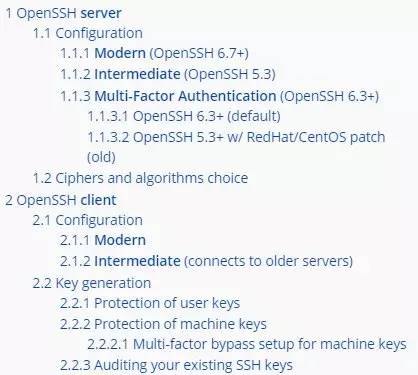 1 OpenSSH server
1.1 Configuration
1.1.1 Modern (OpenSSH 6.7+)
1.1.2 Intermediate (OpenSSH 5.3)
1.1.3 Multi-Factor Authentication (OpenSSH 6.3+)
1.1.3.1 OpenSSH 6.3+ (default)
1.1.3.2 OpenSSH 5.3+ w/ RedHat/CentOS patch
(old)
1.2 Ciphers and algorithms choice
2 OpenSSH client
2.1 Configuration
2.1.1 Modern
2.1.2 Intermediate (connects to older servers)
2.2 Key generation
2.2.1 Protection of user keys
2.2.2 Protection of machine keys
2.2.2.1 Multi-factor bypass setup for machine keys
2.2.3 Auditing your existing SSH keys